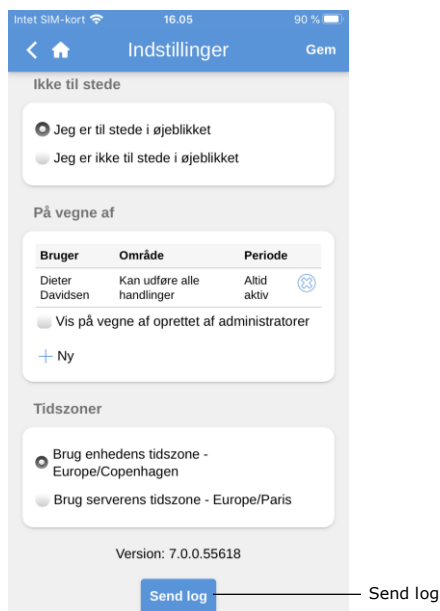 Intet SIM-kort 16.05 90 %
Indstillinger Gem
Ikke til stede
Jeg er til stede i øjeblikket
Jeg er ikke til stede i øjeblikket
På vegne af
Bruger Område Periode
Dieter Kan udføre alle Altid
Davidsen handlinger aktiv
Vis på vegne af oprettet af administratorer
Ny
Tidszoner
Brug enhedens tidszone -
Europe/Copenhagen
Brug serverens tidszone - Europe/Paris
Version: 7.0.0.55618
Send log Send log